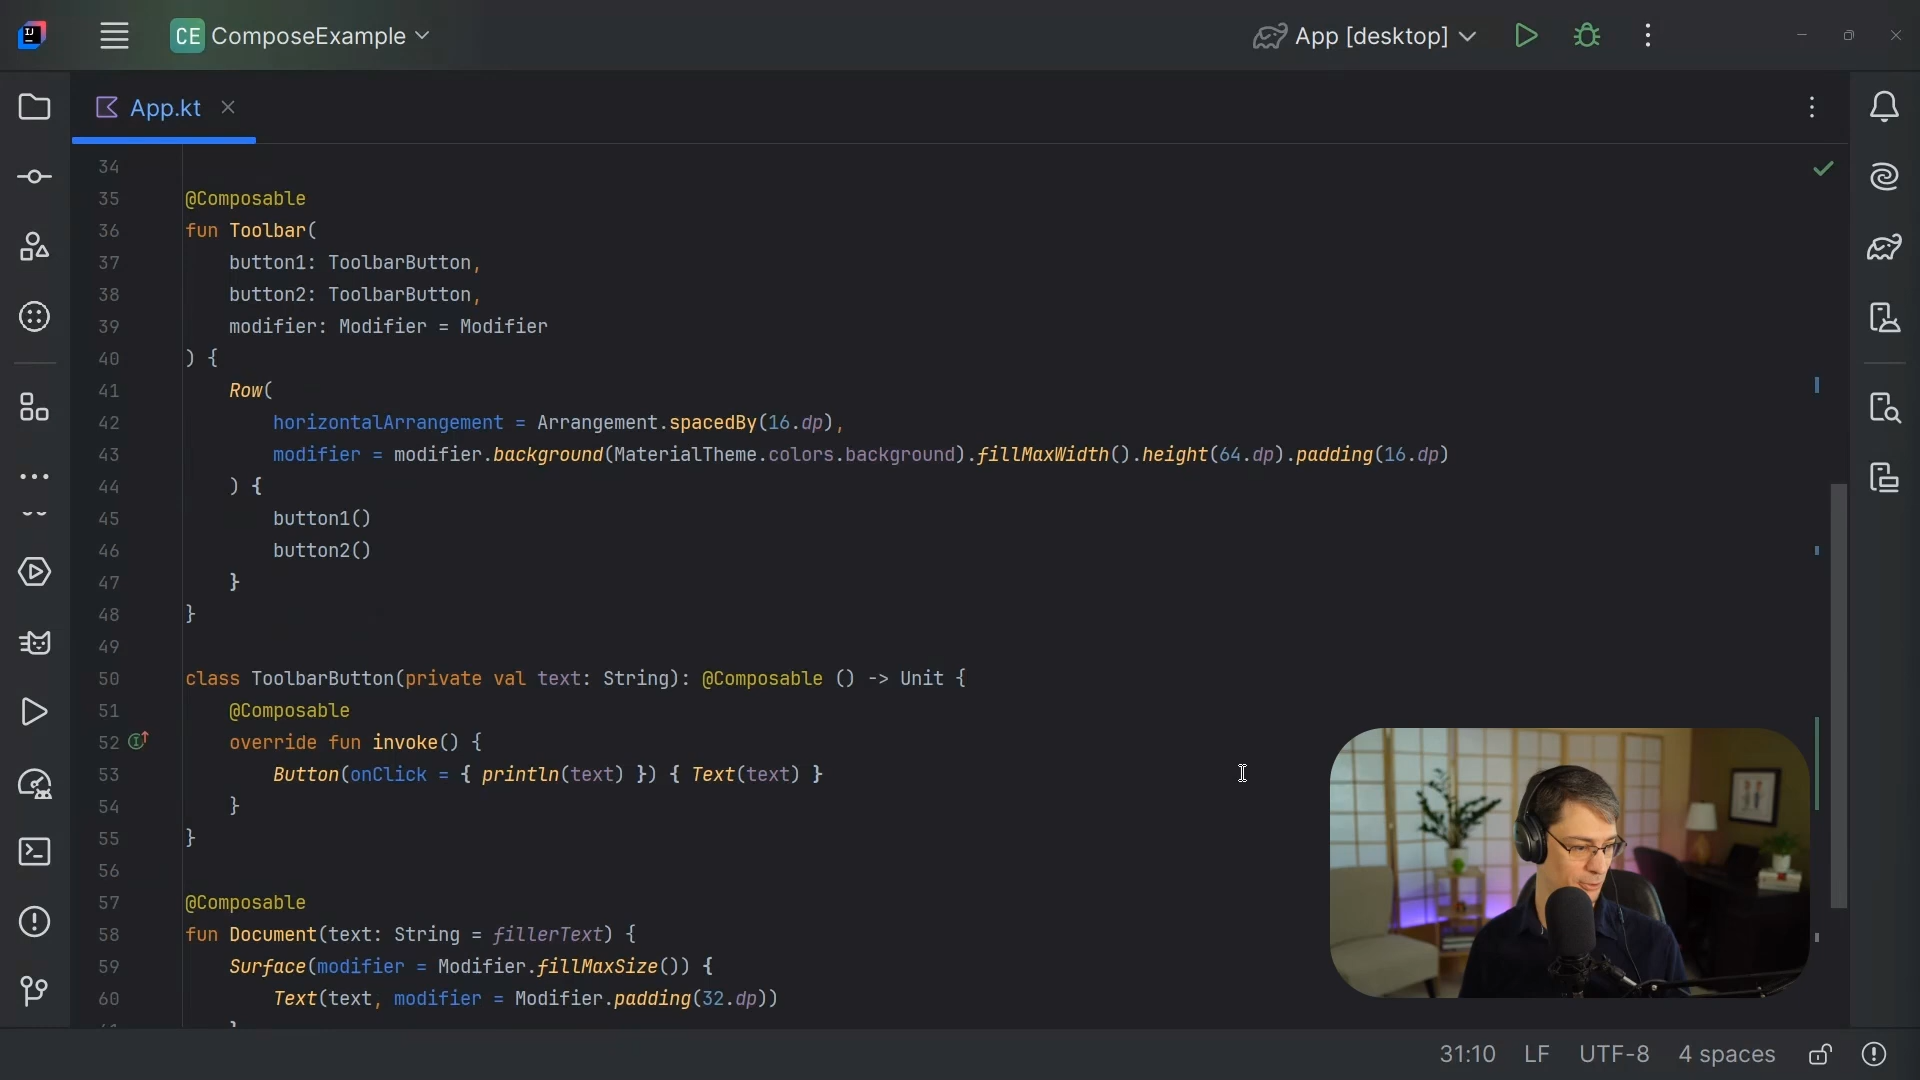 CE ComposeExample
App [desktop]
App.kt
34
35 @Composable
36 fun Toolbar(
37     button1: ToolbarButton,
38     button2: ToolbarButton,
39     modifier: Modifier = Modifier
40 ) {
41     Row(
42         horizontalArrangement = Arrangement.spacedBy(16.dp),
43         modifier = modifier.background(MaterialTheme.colors.background).fillMaxWidth().height(64.dp).padding(16.dp)
44     ) {
45         button1()
46         button2()
47     }
48 }
49
50 class ToolbarButton(private val text: String): @Composable () -> Unit {
51     @Composable
52     override fun invoke() {
53         Button(onClick = { println(text) }) { Text(text) }
54     }
55 }
56
57 @Composable
58 fun Document(text: String = fillerText) {
59     Surface(modifier = Modifier.fillMaxSize()) {
60         Text(text, modifier = Modifier.padding(32.dp))
31:10 LF UTF-8 4 spaces